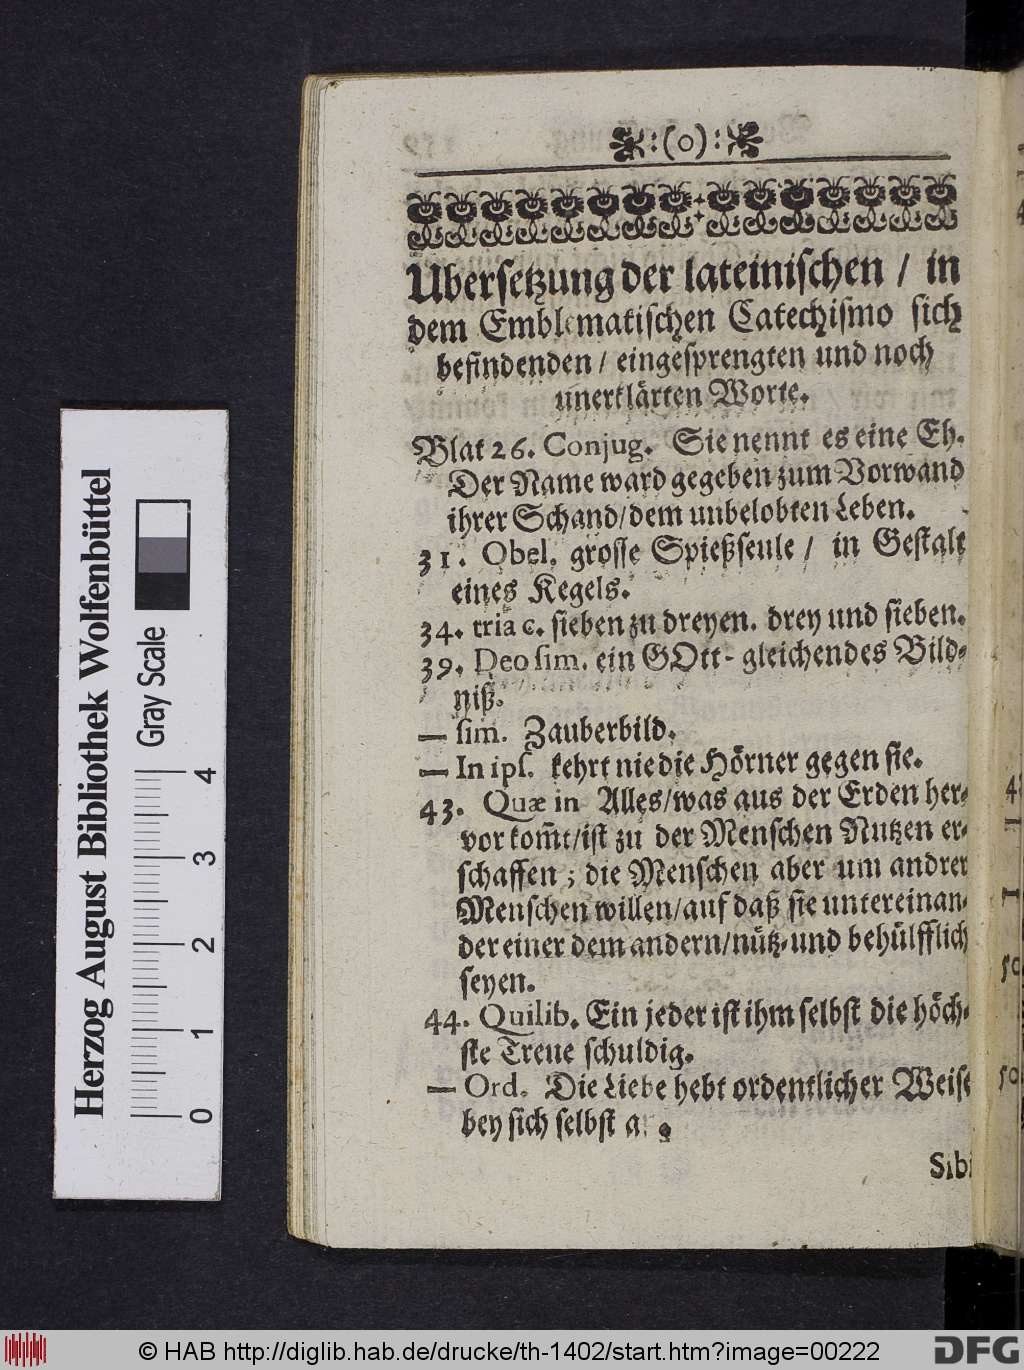 :(o):
Ubersetzung der lateinischen / in
dem Emblematischen Catechismo sich
befindenden / eingesprengten und noch
unerklärten Worte.
Blat 26. Conjug. Sie nennt es eine Eh.
Der Name ward gegeben zum Vorwand
ihrer Schand/dem unbelobten Leben.
31. Obel. grosse Spießseule / in Gestalt
eines Kegels.
34. tria c. sieben zu dreyen. drey und sieben.
39. Deo sim. ein GOtt-gleichendes Bild-
niß.
— sim. Zauberbild.
— In ips. kehrt nie die Hörner gegen sie.
43. Quæ in Alles/was aus der Erden her-
vor kom̃t/ist zu der Menschen Nutzen er-
schaffen; die Menschen aber um andrer
Menschen willen/auf daß sie untereinan-
der einer dem andern/nütz-und behülfflich
seyen.
44. Quilib. Ein jeder ist ihm selbst die höch-
ste Treue schuldig.
— Ord. Die Liebe hebt ordentlicher Weise
bey sich selbst
Sibi
Herzog August Bibliothek Wolfenbüttel
Gray Scale
0 1 2 3 4
© HAB http://diglib.hab.de/drucke/th-1402/start.htm?image=00222
DFG